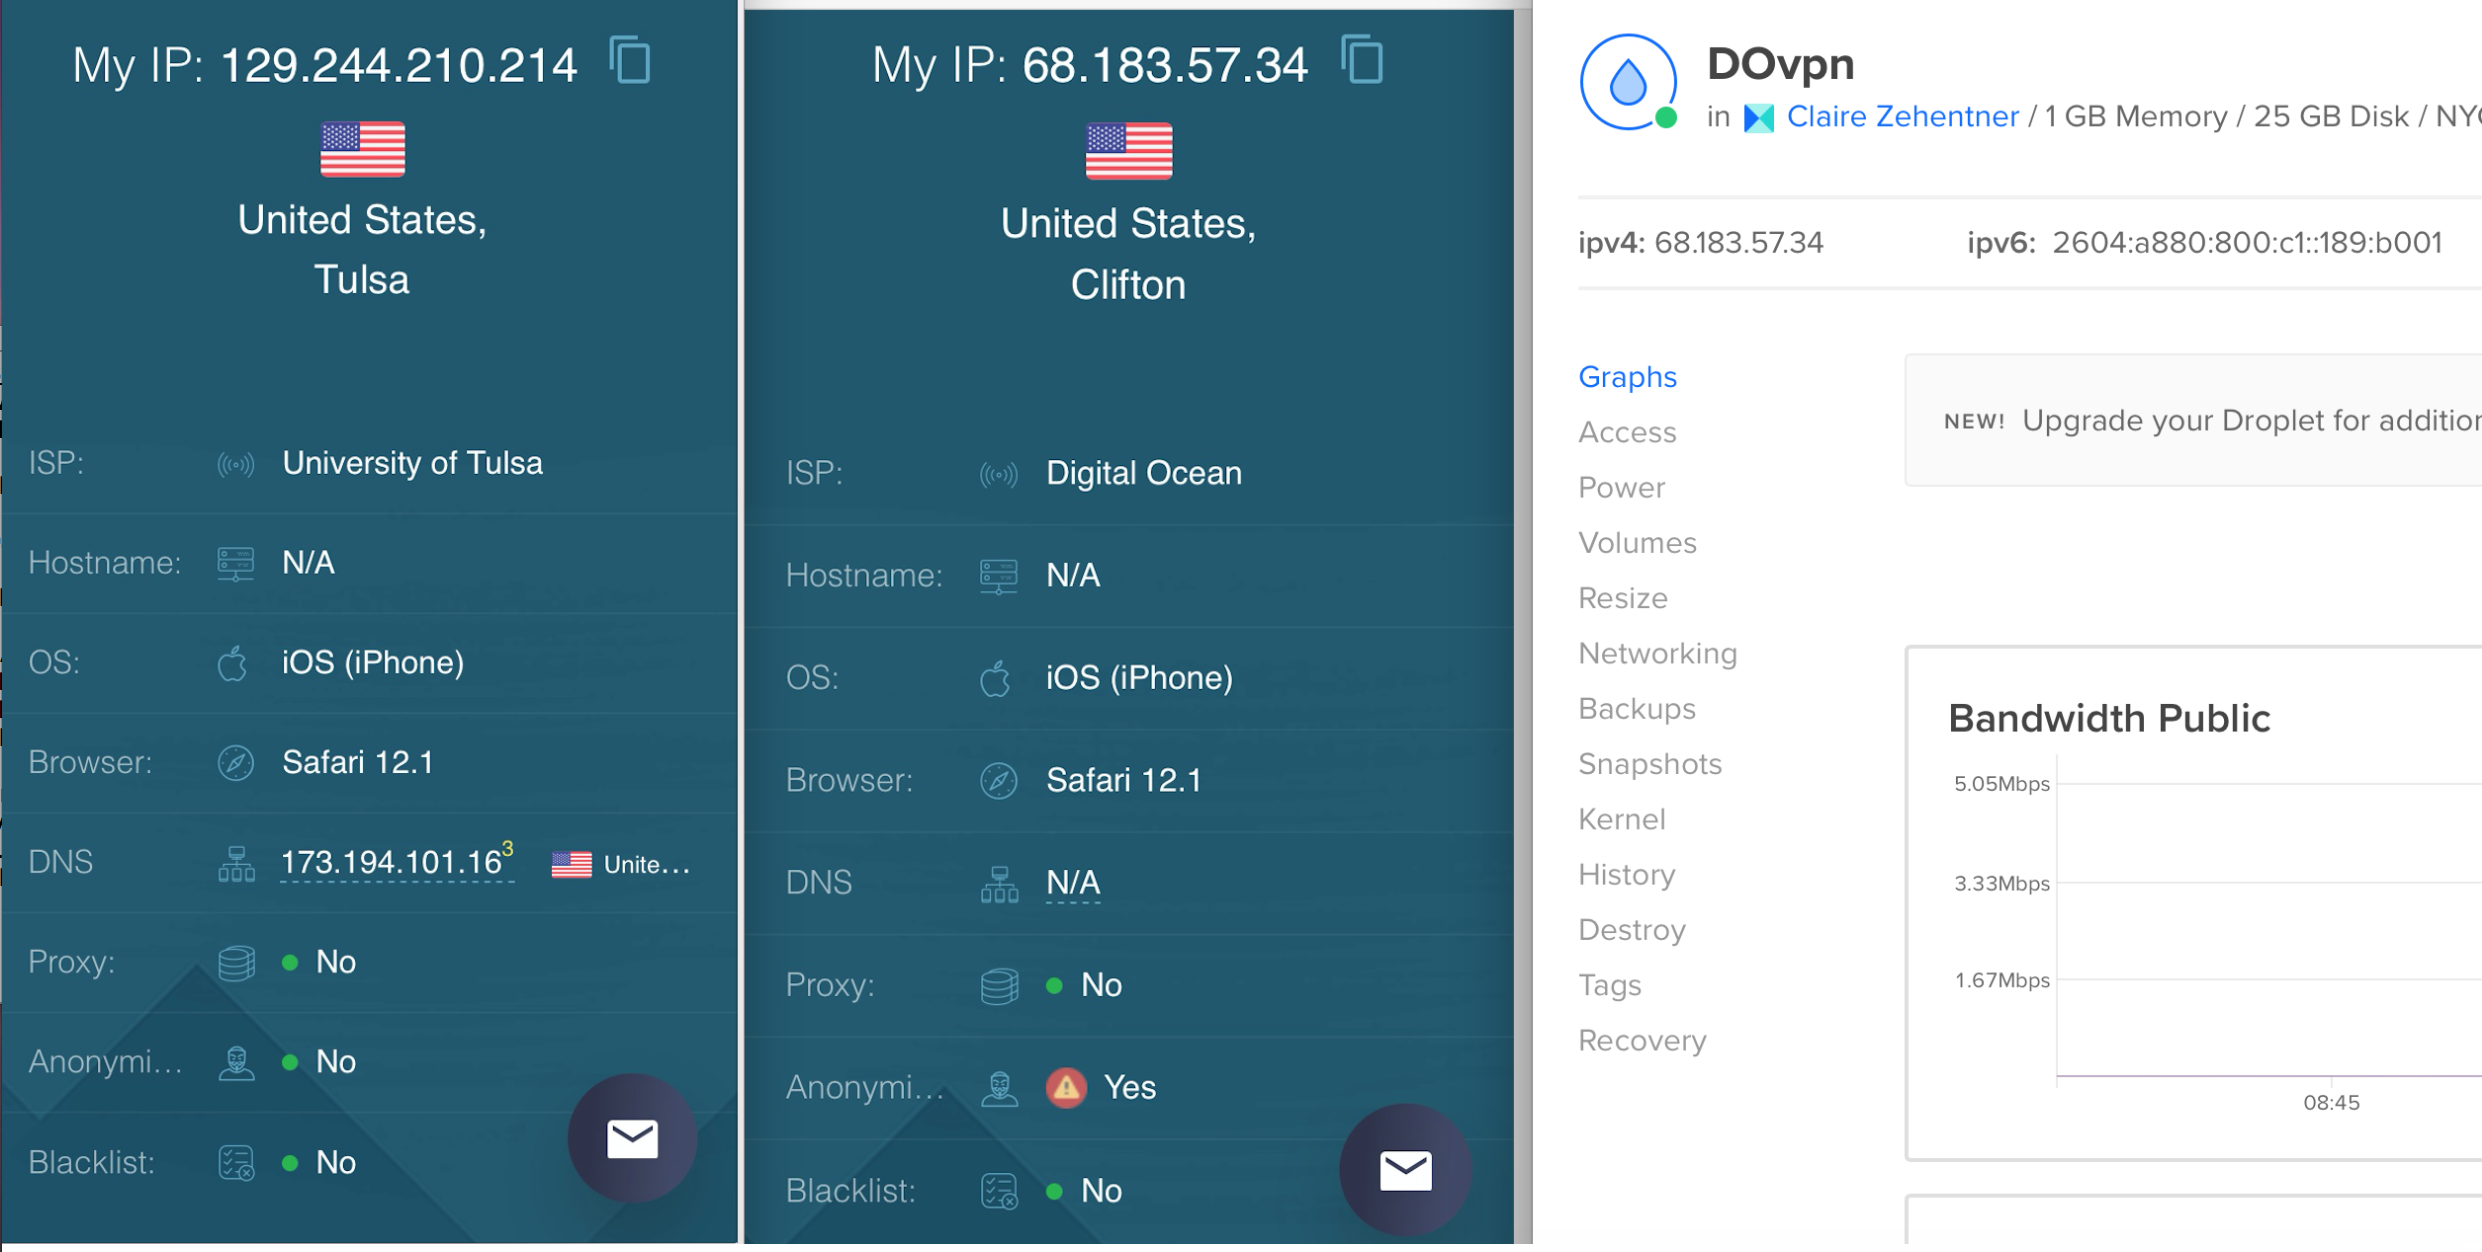 My IP: 129.244.210.214
United States,
Tulsa
ISP: University of Tulsa
Hostname: N/A
OS: iOS (iPhone)
Browser: Safari 12.1
DNS 173.194.101.16 3 Unite...
Proxy: No
Anonymi... No
Blacklist: No
My IP: 68.183.57.34
United States,
Clifton
ISP: Digital Ocean
Hostname: N/A
OS: iOS (iPhone)
Browser: Safari 12.1
DNS N/A
Proxy: No
Anonymi... Yes
Blacklist: No
DOvpn
in Claire Zehentner / 1 GB Memory / 25 GB Disk / NYC
ipv4: 68.183.57.34 ipv6: 2604:a880:800:c1::189:b001
Graphs
Access
Power
Volumes
Resize
Networking
Backups
Snapshots
Kernel
History
Destroy
Tags
Recovery
NEW! Upgrade your Droplet for addition
Bandwidth Public
5.05Mbps
3.33Mbps
1.67Mbps
08:45